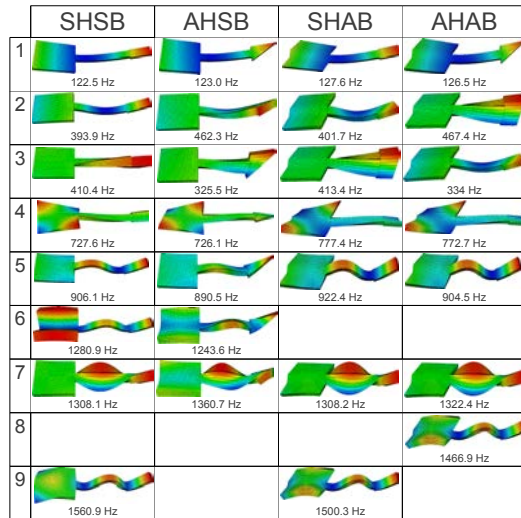 SHSB AHSB SHAB AHAB
1
122.5 Hz 123.0 Hz 127.6 Hz 126.5 Hz
2
393.9 Hz 462.3 Hz 401.7 Hz 467.4 Hz
3
410.4 Hz 325.5 Hz 413.4 Hz 334 Hz
4
727.6 Hz 726.1 Hz 777.4 Hz 772.7 Hz
5
906.1 Hz 890.5 Hz 922.4 Hz 904.5 Hz
6
1280.9 Hz 1243.6 Hz
7
1308.1 Hz 1360.7 Hz 1308.2 Hz 1322.4 Hz
8
1466.9 Hz
9
1560.9 Hz 1500.3 Hz